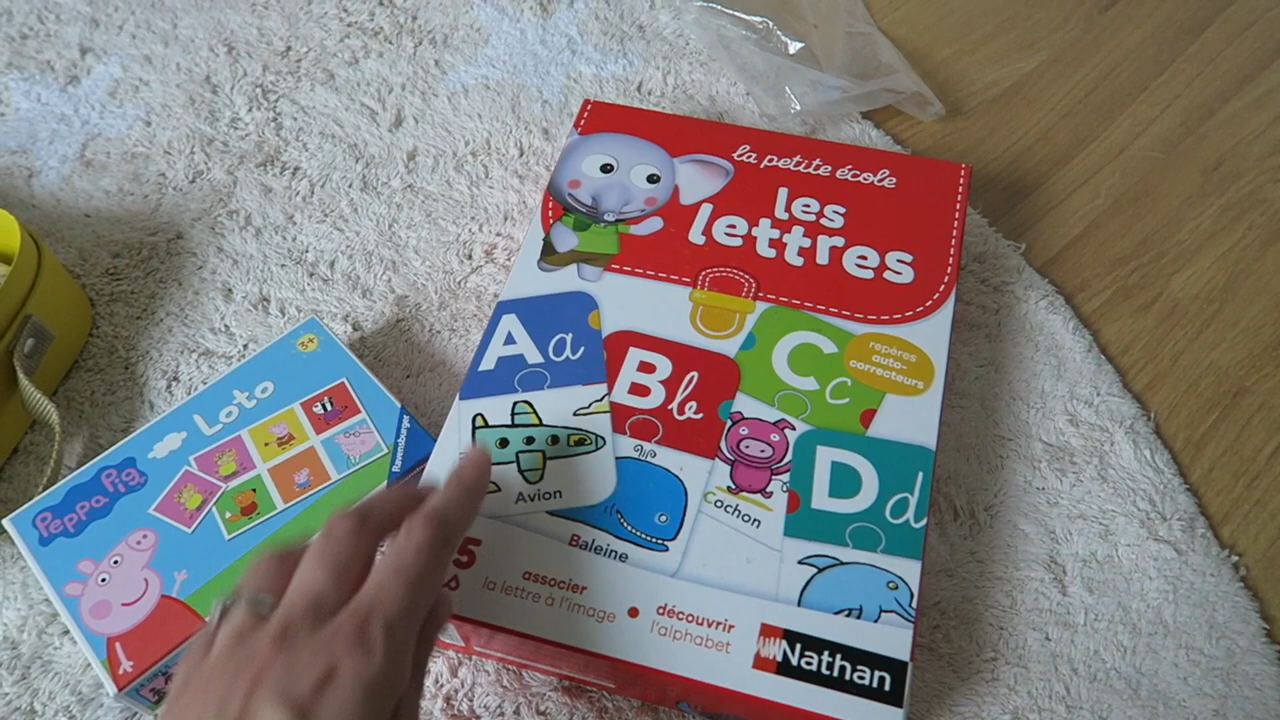 la petite école
les
lettres
Aa
Bb
Cc
repères
auto-
correcteurs
Dd
Avion
Baleine
Cochon
5
associer
la lettre à l'image
découvrir
l'alphabet
Nathan
3+
Loto
Peppa Pig
Ravensburger